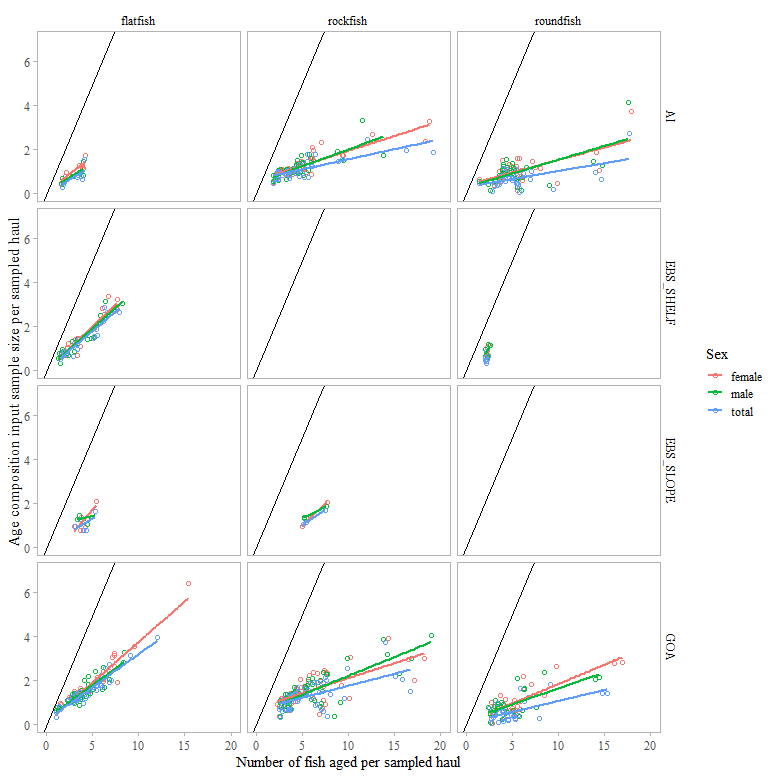 flatfish rockfish roundfish
6
4
2
0
AI
6
4
2
0
EBS_SHELF
6
4
2
0
EBS_SLOPE
6
4
2
0
GOA
0 5 10 15 20 0 5 10 15 20 0 5 10 15 20
Number of fish aged per sampled haul
Age composition input sample size per sampled haul
Sex
female
male
total